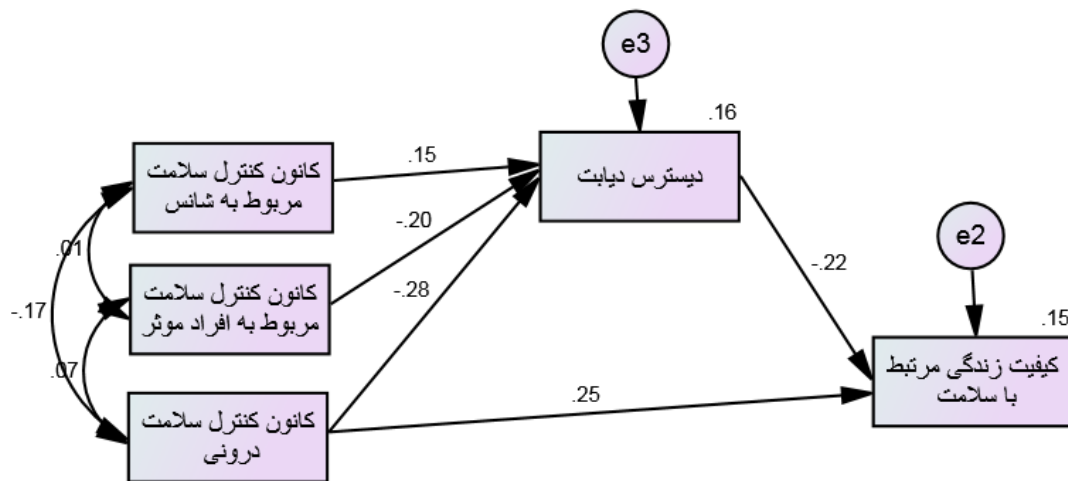 e3
.16
دیسترس دیابت
کانون کنترل سلامت
مربوط به شانس
.15
-.20
-.28
e2
.01
-.22
کانون کنترل سلامت
مربوط به افراد موثر
-.17
.15
کیفیت زندگی مرتبط
با سلامت
.07
.25
کانون کنترل سلامت
درونی